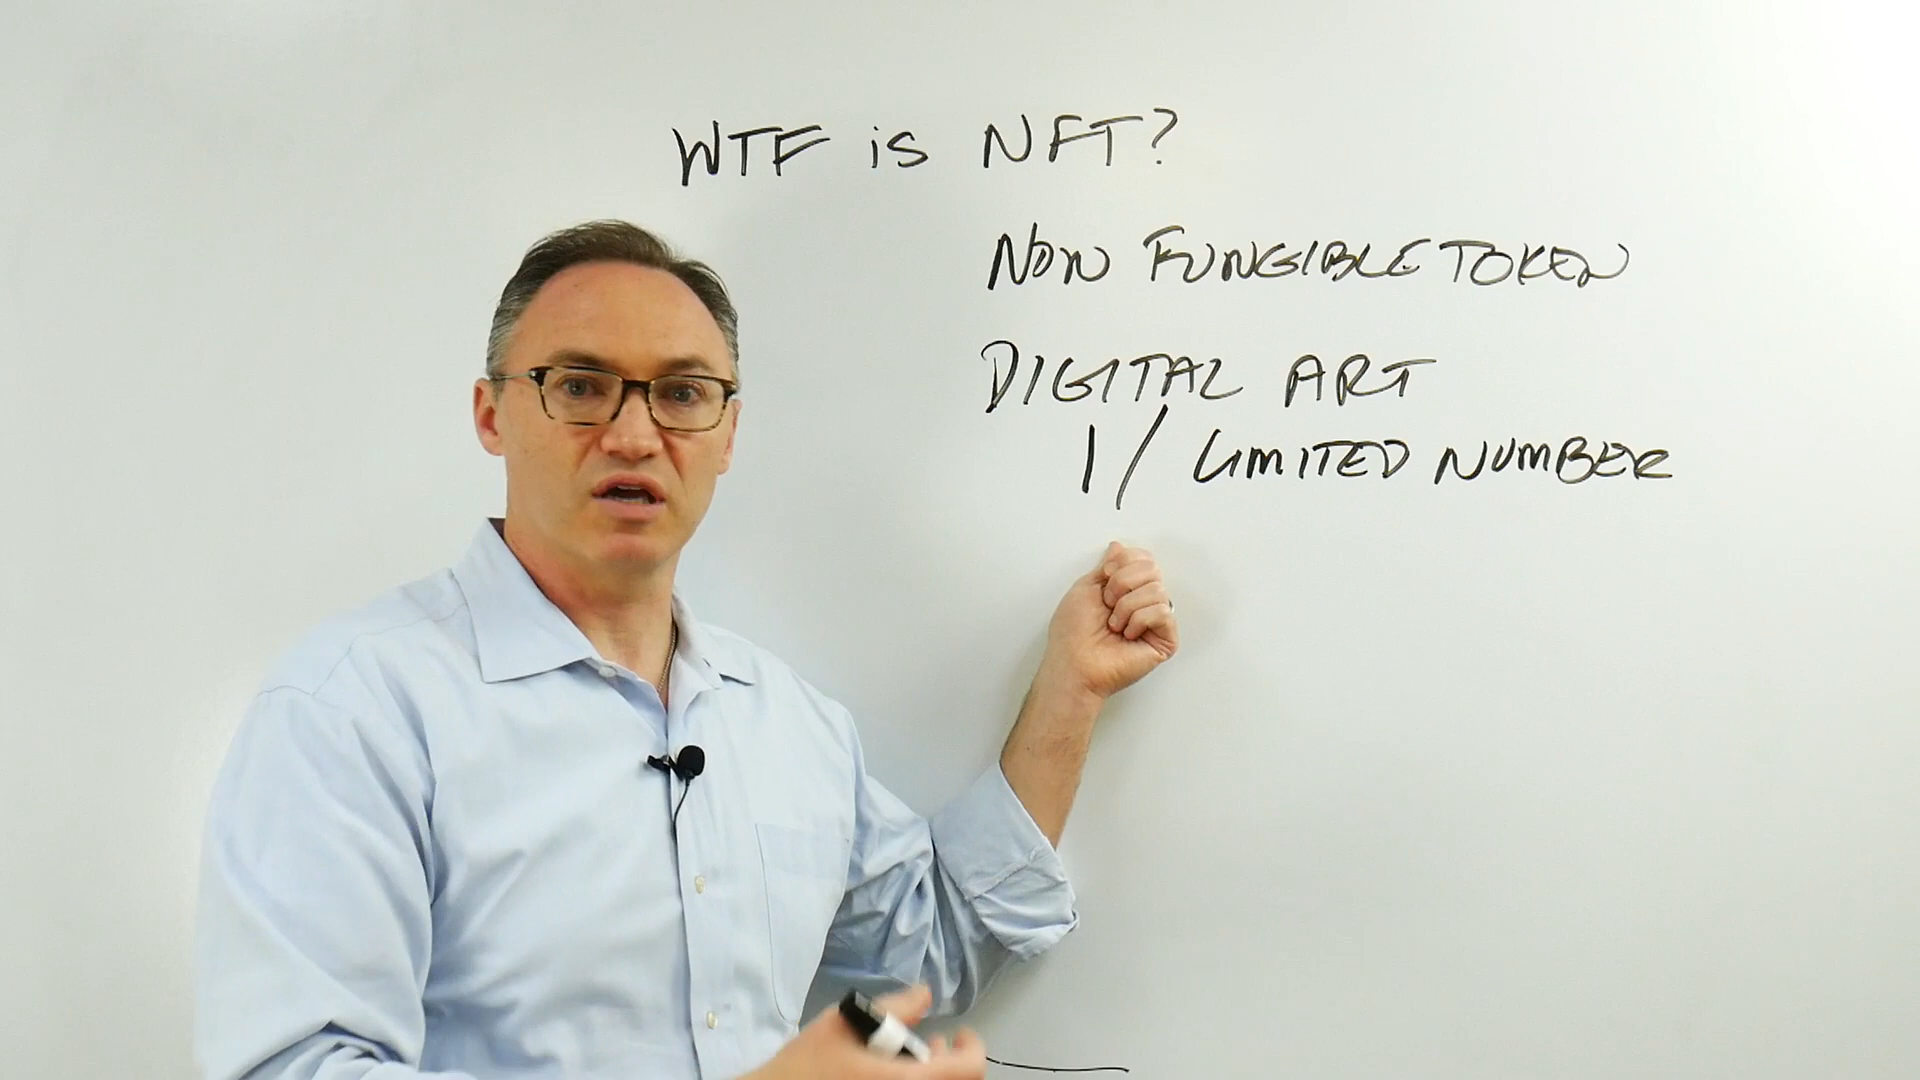 WTF is NFT?
NON FUNGIBLE TOKEN
DIGITAL ART
1 / LIMITED NUMBER